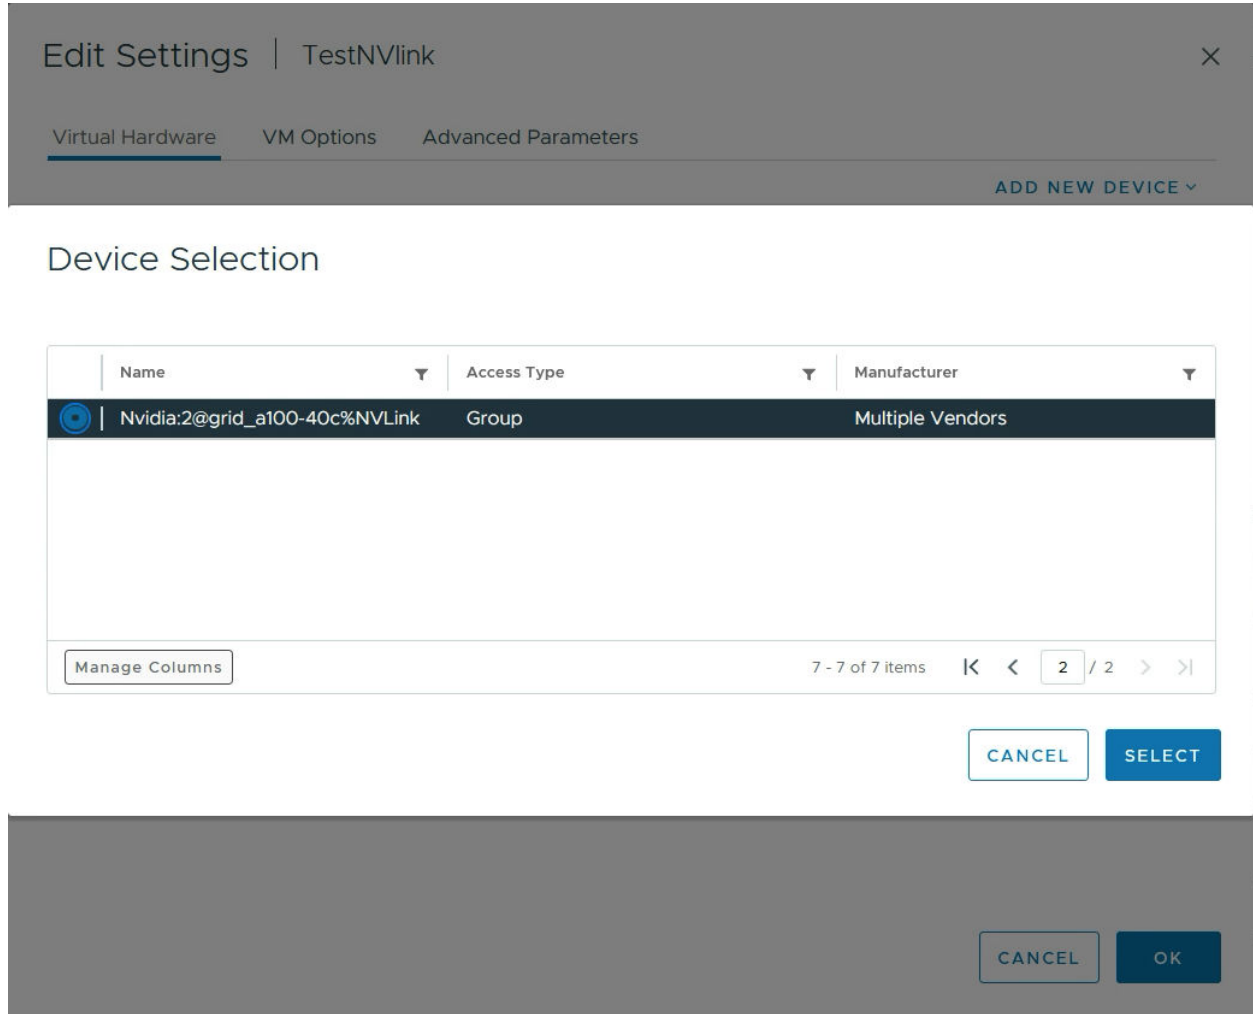 Edit Settings | TestNVlink
Virtual Hardware VM Options Advanced Parameters
ADD NEW DEVICE
Device Selection
Name Access Type Manufacturer
Nvidia:2@grid_a100-40c%NVLink Group Multiple Vendors
Manage Columns 7 - 7 of 7 items 2 / 2
CANCEL SELECT
CANCEL OK